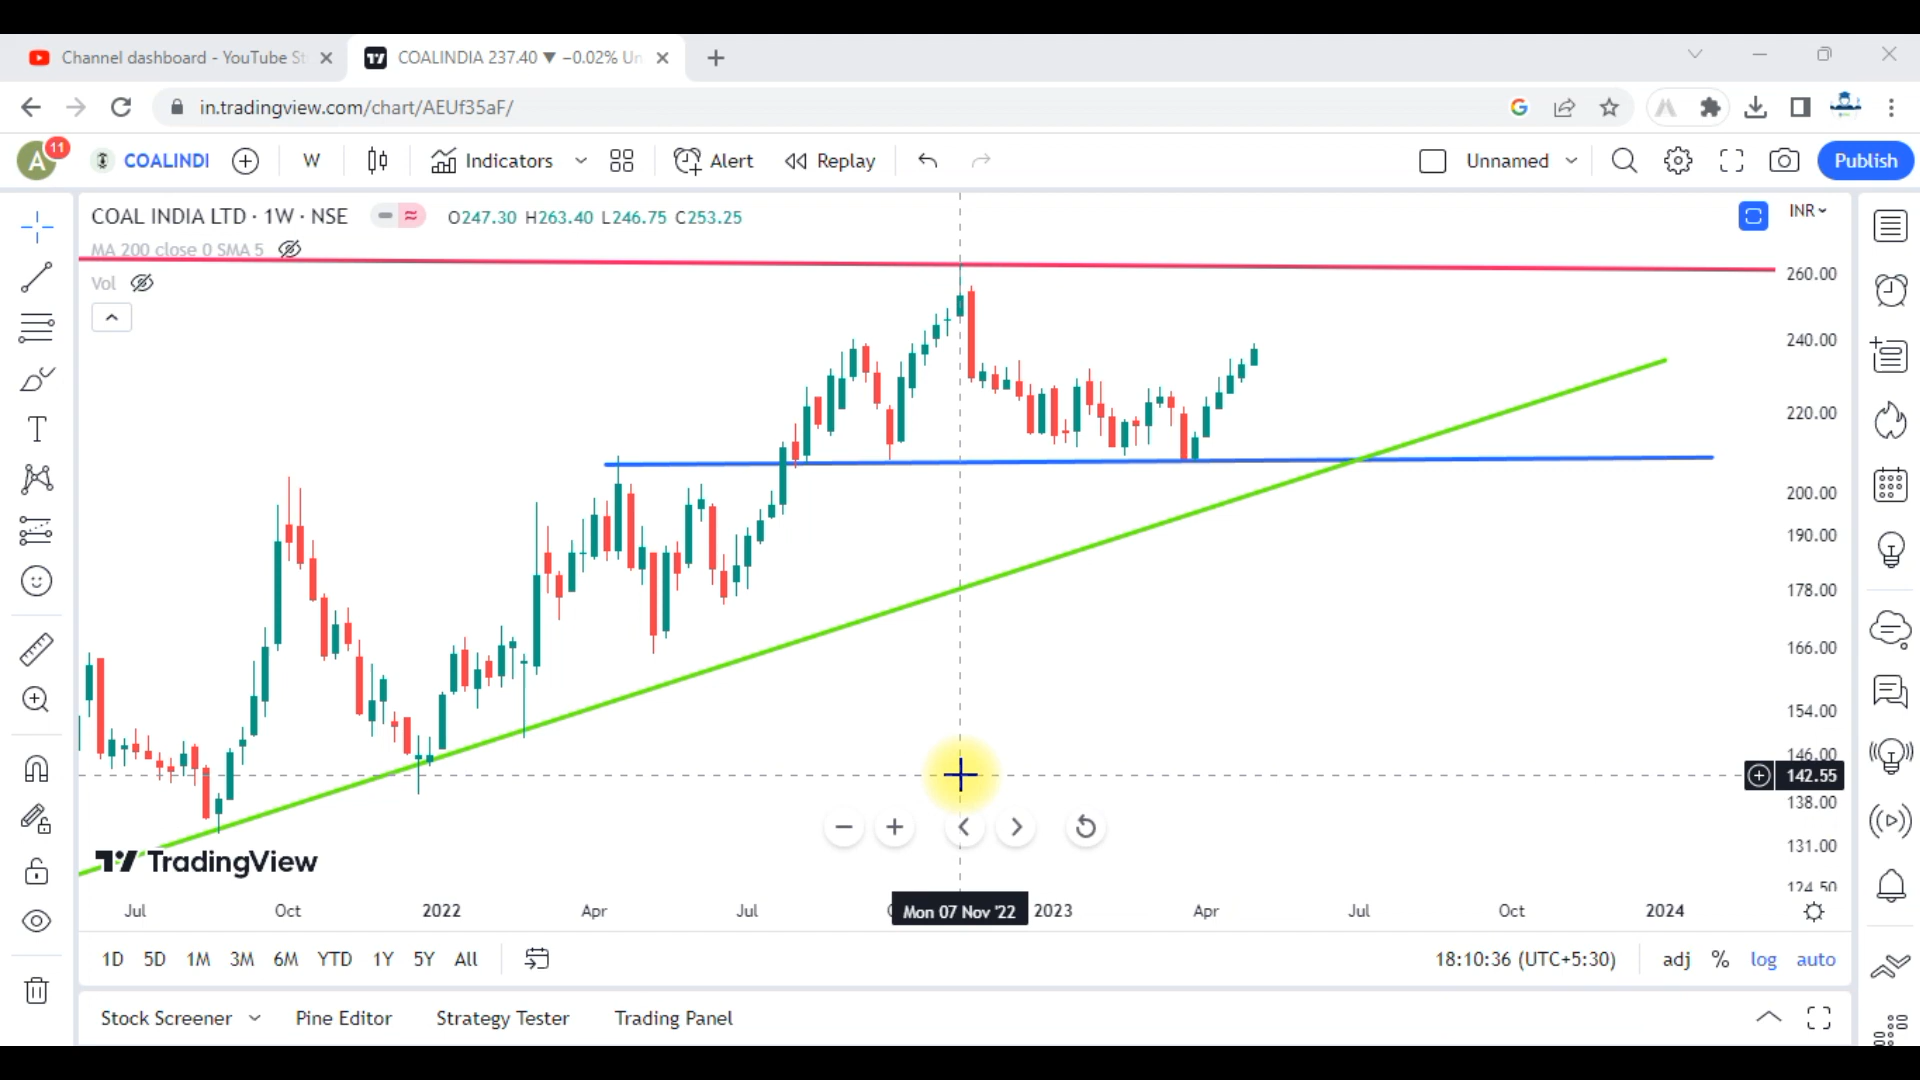 Channel dashboard - YouTube St
COALINDIA 237.40 ▼ −0.02% Un
in.tradingview.com/chart/AEUf35aF/
A 11
COALINDI
W
Indicators
Alert
Replay
Unnamed
Publish
COAL INDIA LTD · 1W · NSE
O247.30 H263.40 L246.75 C253.25
INR
MA 200 close 0 SMA 5
Vol
260.00
240.00
220.00
200.00
190.00
178.00
166.00
154.00
146.00
142.55
138.00
131.00
124.50
TradingView
Jul Oct 2022 Apr Jul Mon 07 Nov '22 2023 Apr Jul Oct 2024
1D 5D 1M 3M 6M YTD 1Y 5Y All
18:10:36 (UTC+5:30) adj % log auto
Stock Screener Pine Editor Strategy Tester Trading Panel